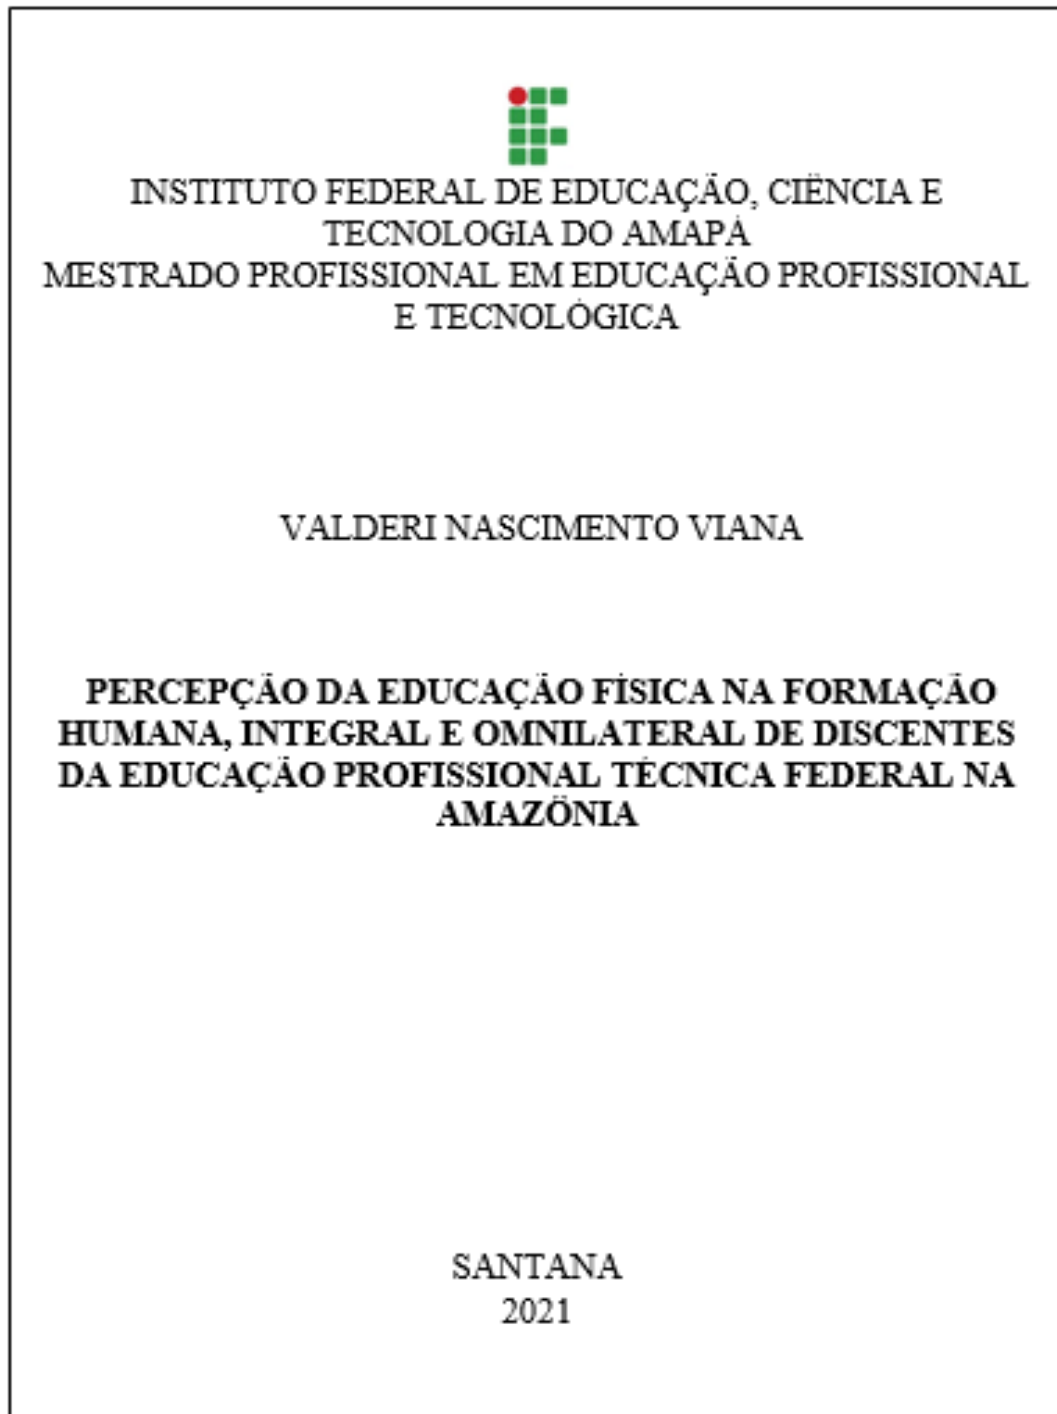 INSTITUTO FEDERAL DE EDUCAÇÃO, CIÊNCIA E
TECNOLOGIA DO AMAPÁ
MESTRADO PROFISSIONAL EM EDUCAÇÃO PROFISSIONAL
E TECNOLÓGICA
VALDERI NASCIMENTO VIANA
PERCEPÇÃO DA EDUCAÇÃO FÍSICA NA FORMAÇÃO
HUMANA, INTEGRAL E OMNILATERAL DE DISCENTES
DA EDUCAÇÃO PROFISSIONAL TÉCNICA FEDERAL NA
AMAZÔNIA
SANTANA
2021